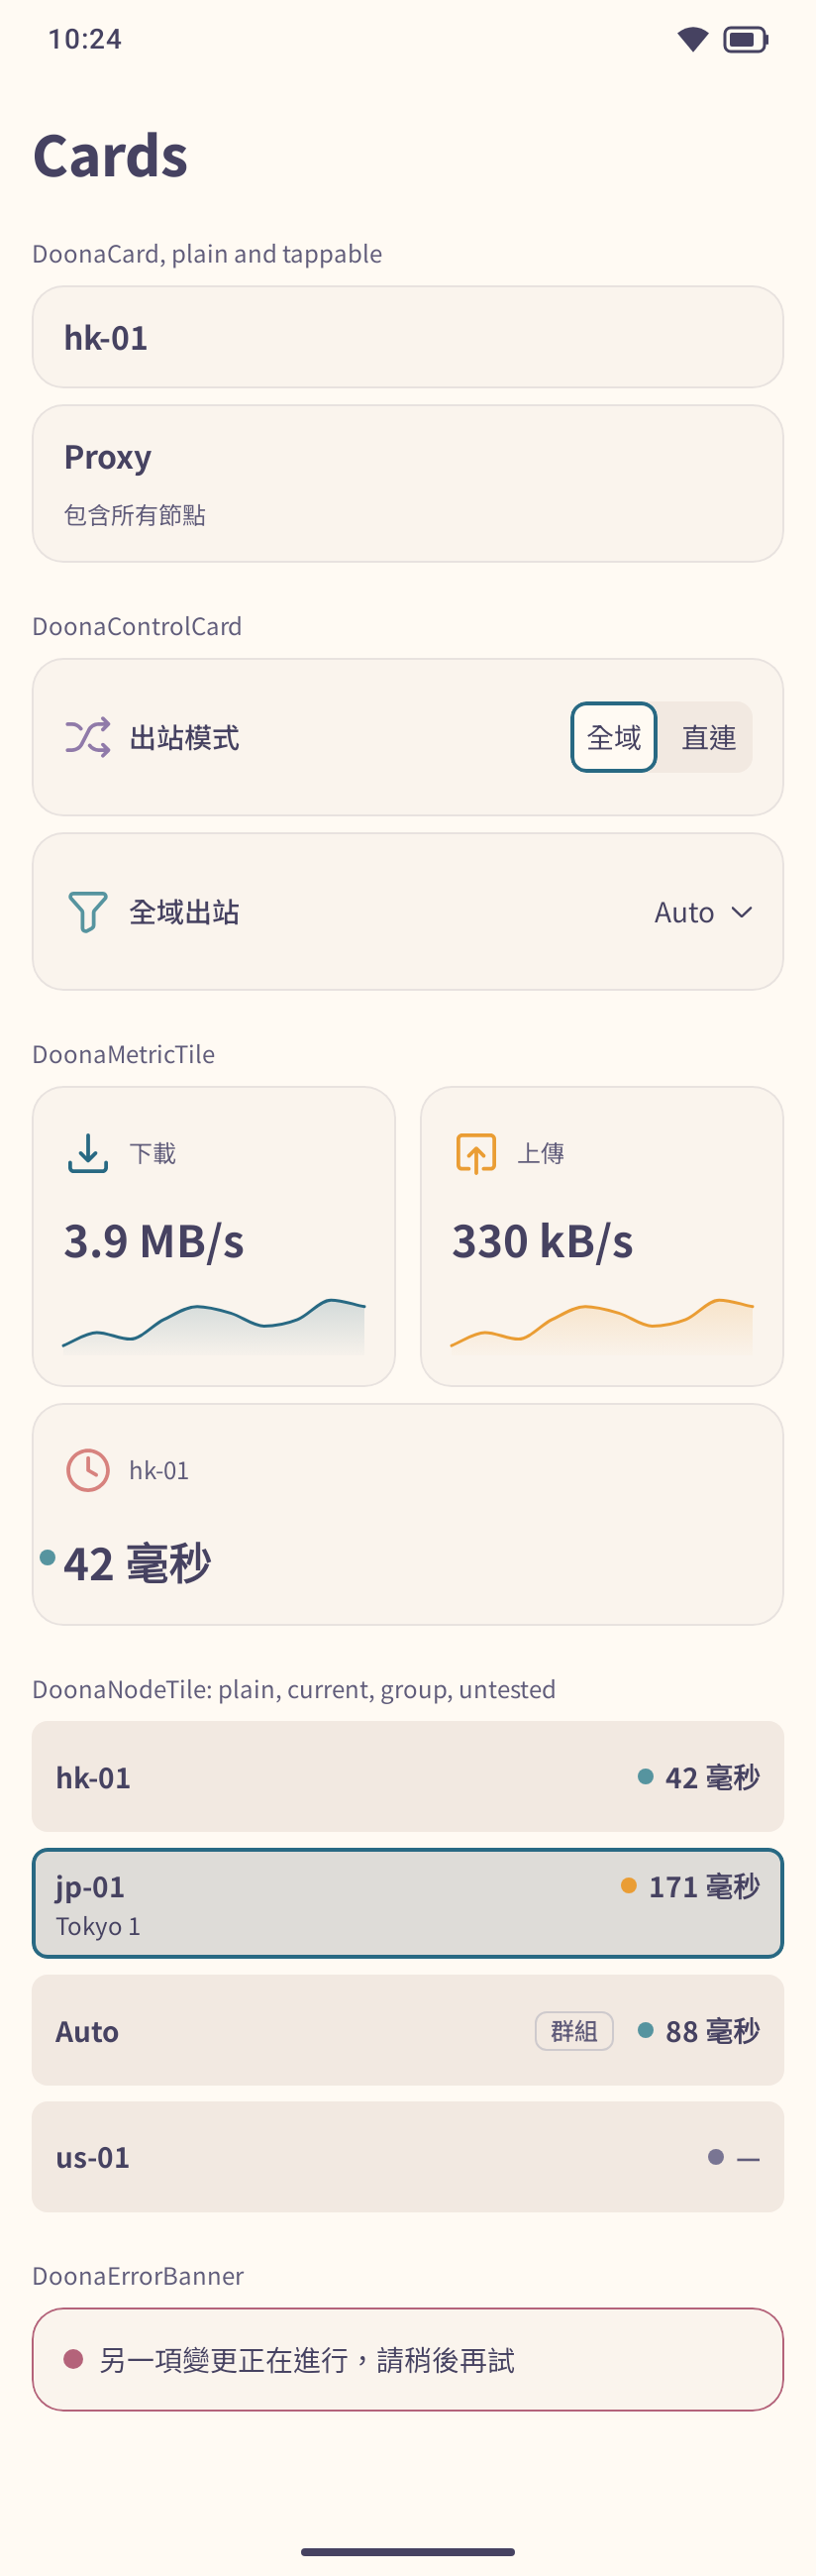 10:24
Cards
DoonaCard, plain and tappable
hk-01
Proxy
包含所有節點
DoonaControlCard
出站模式
全域 直連
全域出站
Auto
DoonaMetricTile
下載
3.9 MB/s
上傳
330 kB/s
hk-01
42 毫秒
DoonaNodeTile: plain, current, group, untested
hk-01
42 毫秒
jp-01
171 毫秒
Tokyo 1
Auto
群組
88 毫秒
us-01
—
DoonaErrorBanner
另一項變更正在進行，請稍後再試